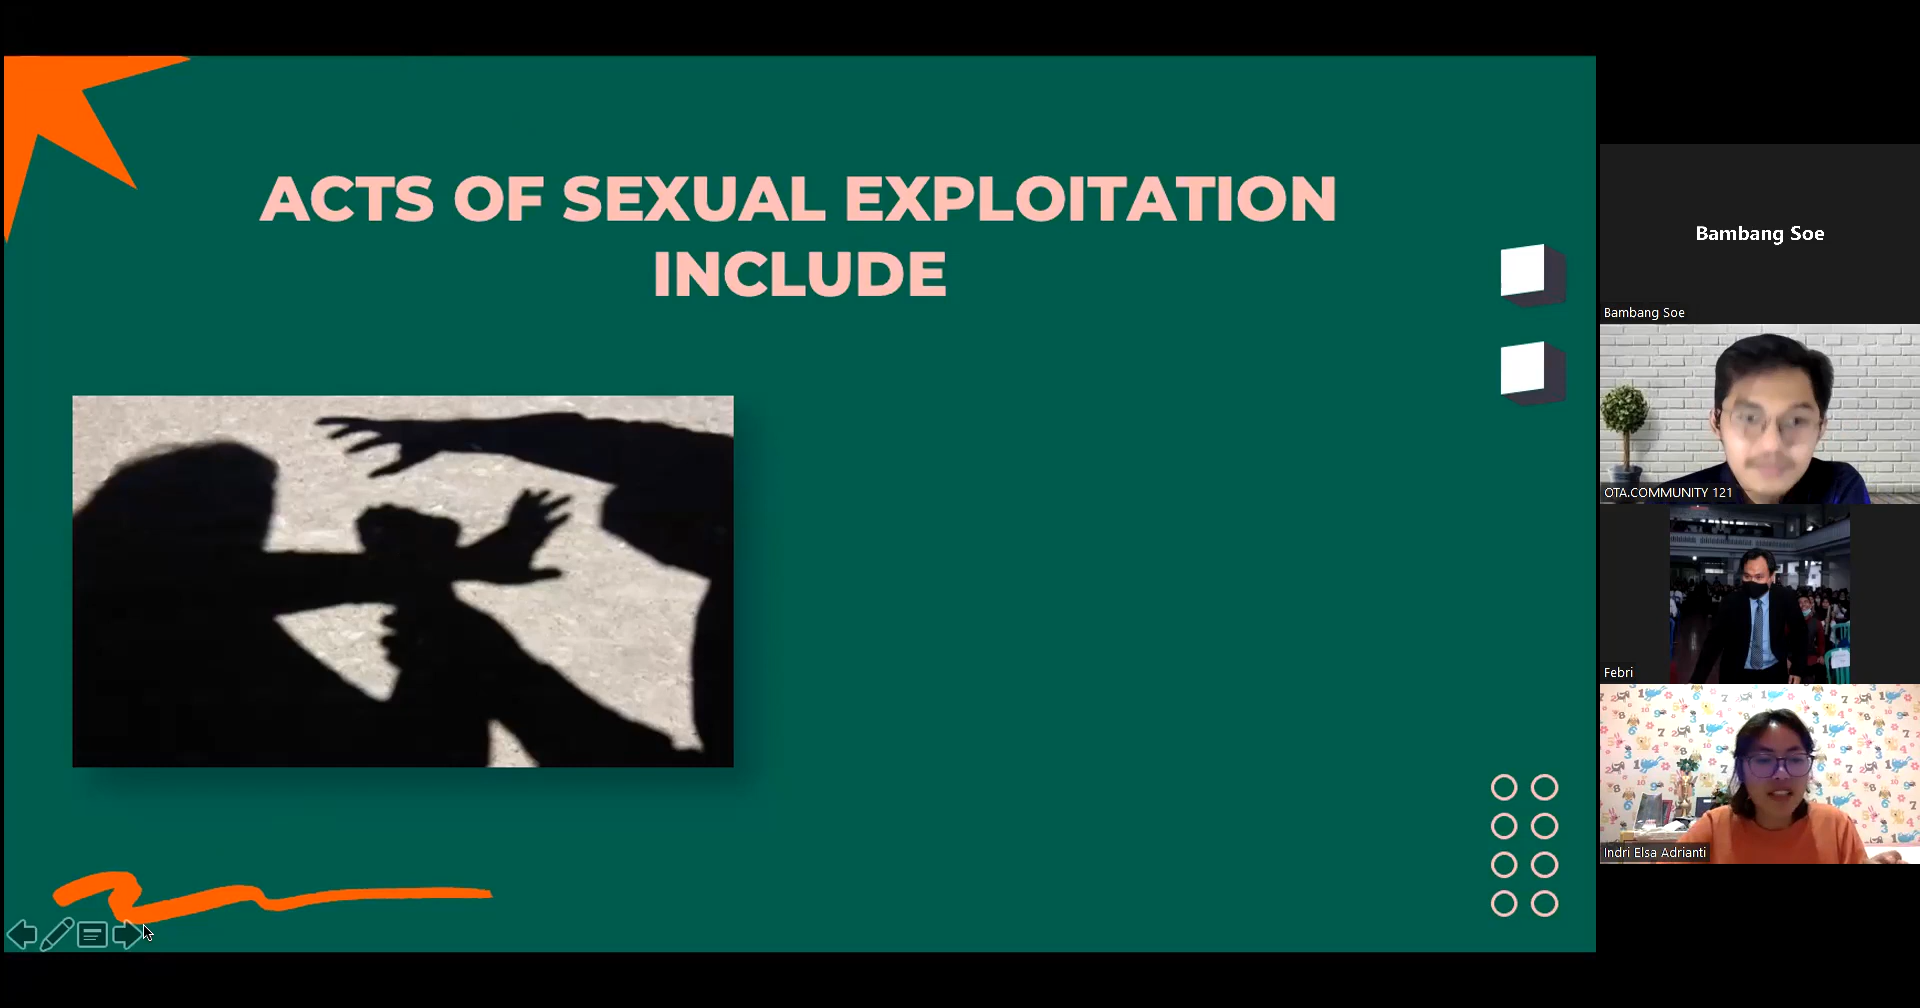 ACTS OF SEXUAL EXPLOITATION
INCLUDE
Bambang Soe
Bambang Soe
OTA.COMMUNITY 121
Febri
Indri Elsa Adrianti